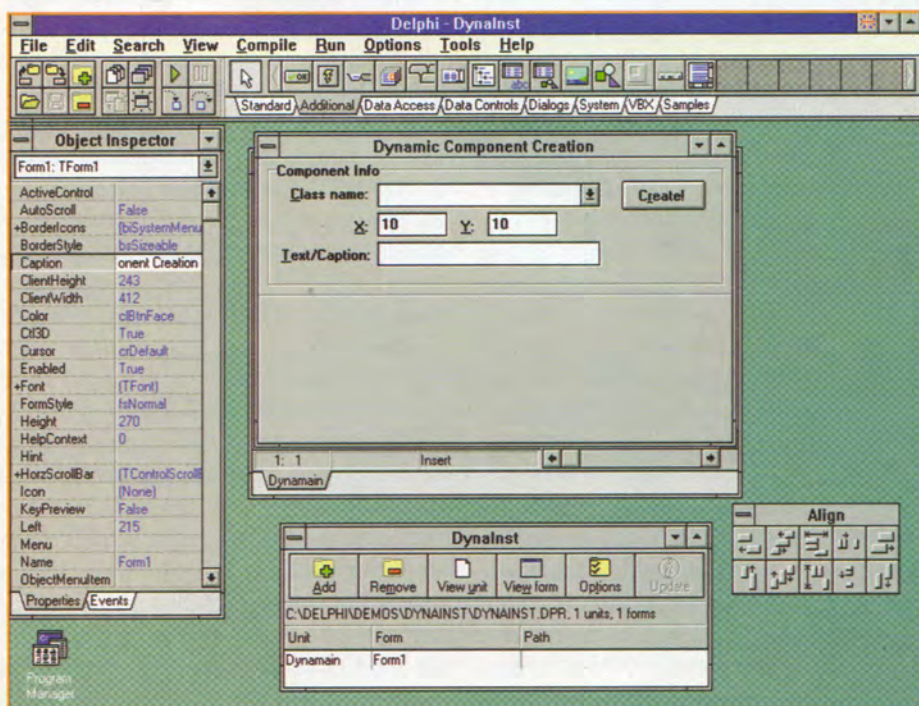 Delphi - DynaInst
File Edit Search View Compile Run Options Tools Help
OK
abc
Standard Additional Data Access Data Controls Dialogs System VBX Samples
Object Inspector
Form1: TForm1
ActiveControl
AutoScroll False
+BorderIcons [biSystemMenu
BorderStyle bsSizeable
Caption onent Creation
ClientHeight 243
ClientWidth 412
Color clBtnFace
Ctl3D True
Cursor crDefault
Enabled True
+Font (TFont)
FormStyle fsNormal
Height 270
HelpContext 0
Hint
+HorzScrollBar (TControlScrollB
Icon (None)
KeyPreview False
Left 215
Menu
Name Form1
ObjectMenuItem
Properties Events
Dynamic Component Creation
Component Info
Class name:
Create!
X: 10 Y: 10
Text/Caption:
1: 1 Insert
Dynamain
DynaInst
Add Remove View unit View form Options Update
C:\DELPHI\DEMOS\DYNAINST\DYNAINST.DPR, 1 units, 1 forms
Unit Form Path
Dynamain Form1
Align
Program
Manager